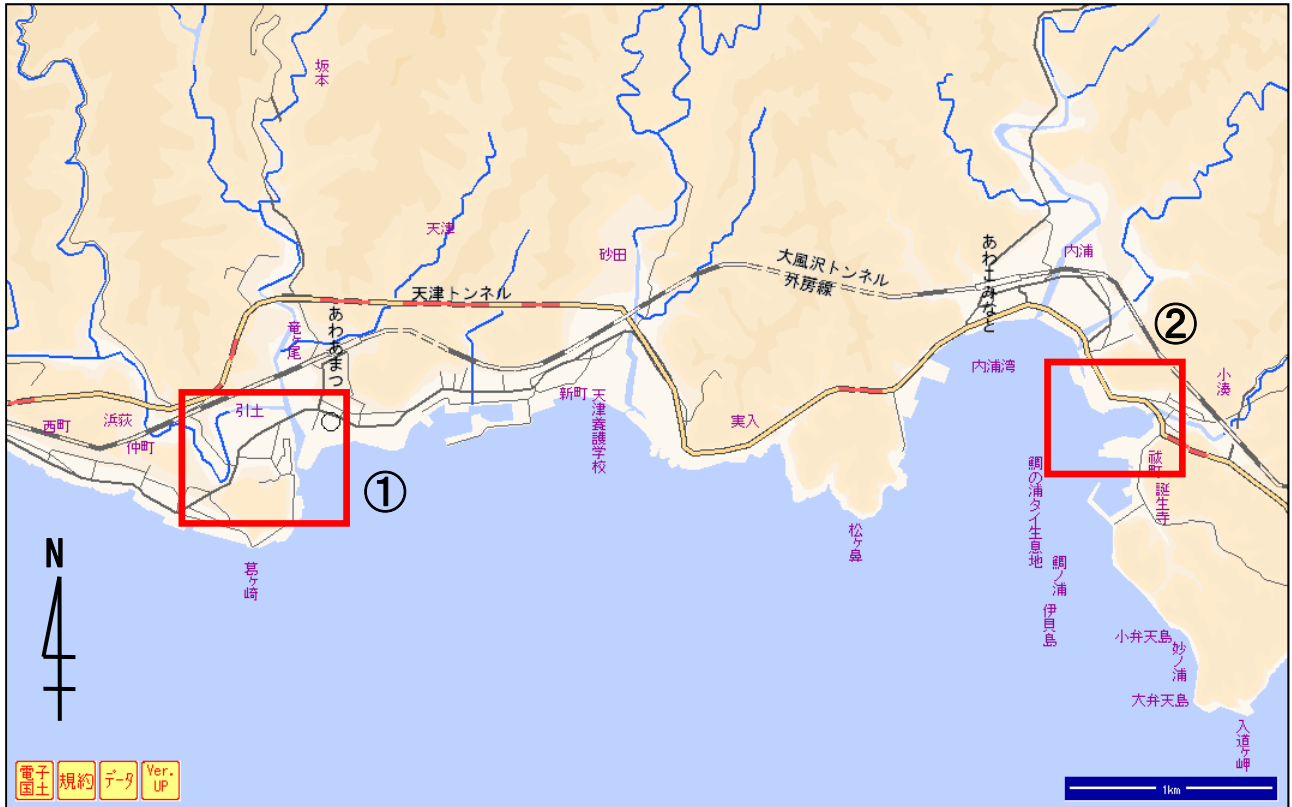 坂本
天津
砂田
大風沢トンネル
外房線
あわこみなと
内浦
天津トンネル
竜ヶ尾
あわあまつ
②
内浦湾
小湊
西町
浜荻
仲町
引土
新町
天津養護学校
実入
①
鯛の浦タイ生息地
祓町
誕生寺
松ヶ鼻
N
葛ヶ崎
鯛ノ浦
伊貝島
小弁天島
妙ノ浦
大弁天島
入道ヶ岬
電子国土
規約
データ
Ver.UP
1km